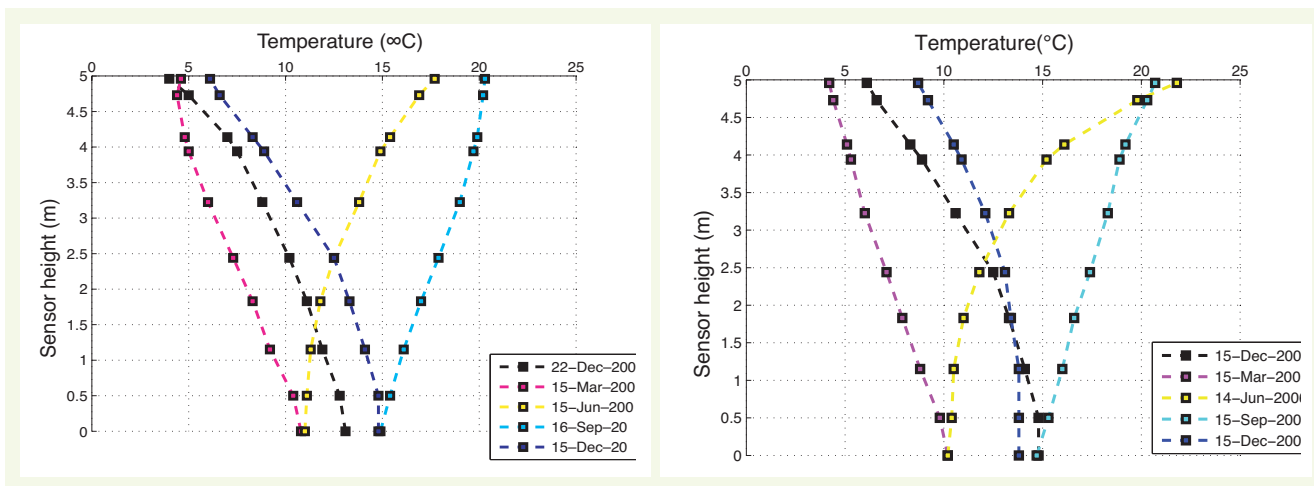 Temperature (∞C)
0 5 10 15 20 25
5
4.5
4
3.5
3
2.5
2
1.5
1
0.5
0
Sensor height (m)
22–Dec–200
15–Mar–200
15–Jun–200
16–Sep–20
15–Dec–20
Temperature(°C)
0 5 10 15 20 25
5
4.5
4
3.5
3
2.5
2
1.5
1
0.5
0
Sensor height (m)
15–Dec–200
15–Mar–200
14–Jun–200
15–Sep–200
15–Dec–200